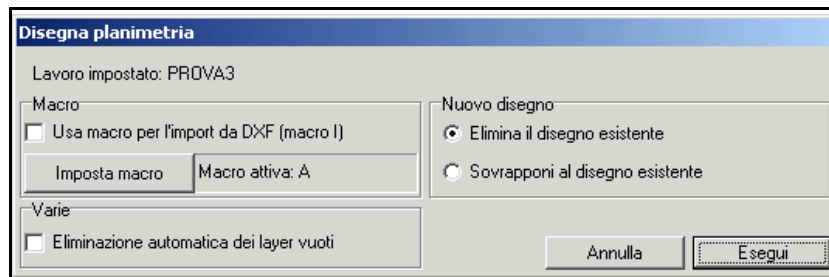 Disegna planimetria
Lavoro impostato: PROVA3
Macro
Usa macro per l'import da DXF (macro I)
Imposta macro
Macro attiva: A
Varie
Eliminazione automatica dei layer vuoti
Nuovo disegno
Elimina il disegno esistente
Sovrapponi al disegno esistente
Annulla
Esegui